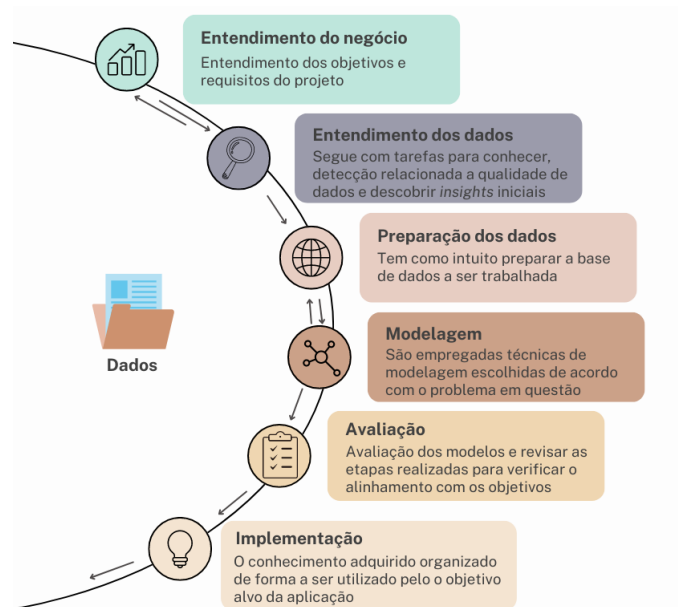 Entendimento do negócio
Entendimento dos objetivos e
requisitos do projeto
Entendimento dos dados
Segue com tarefas para conhecer,
detecção relacionada a qualidade de
dados e descobrir insights iniciais
Preparação dos dados
Tem como intuito preparar a base
de dados a ser trabalhada
Dados
Modelagem
São empregadas técnicas de
modelagem escolhidas de acordo
com o problema em questão
Avaliação
Avaliação dos modelos e revisar as
etapas realizadas para verificar o
alinhamento com os objetivos
Implementação
O conhecimento adquirido organizado
de forma a ser utilizado pelo o objetivo
alvo da aplicação